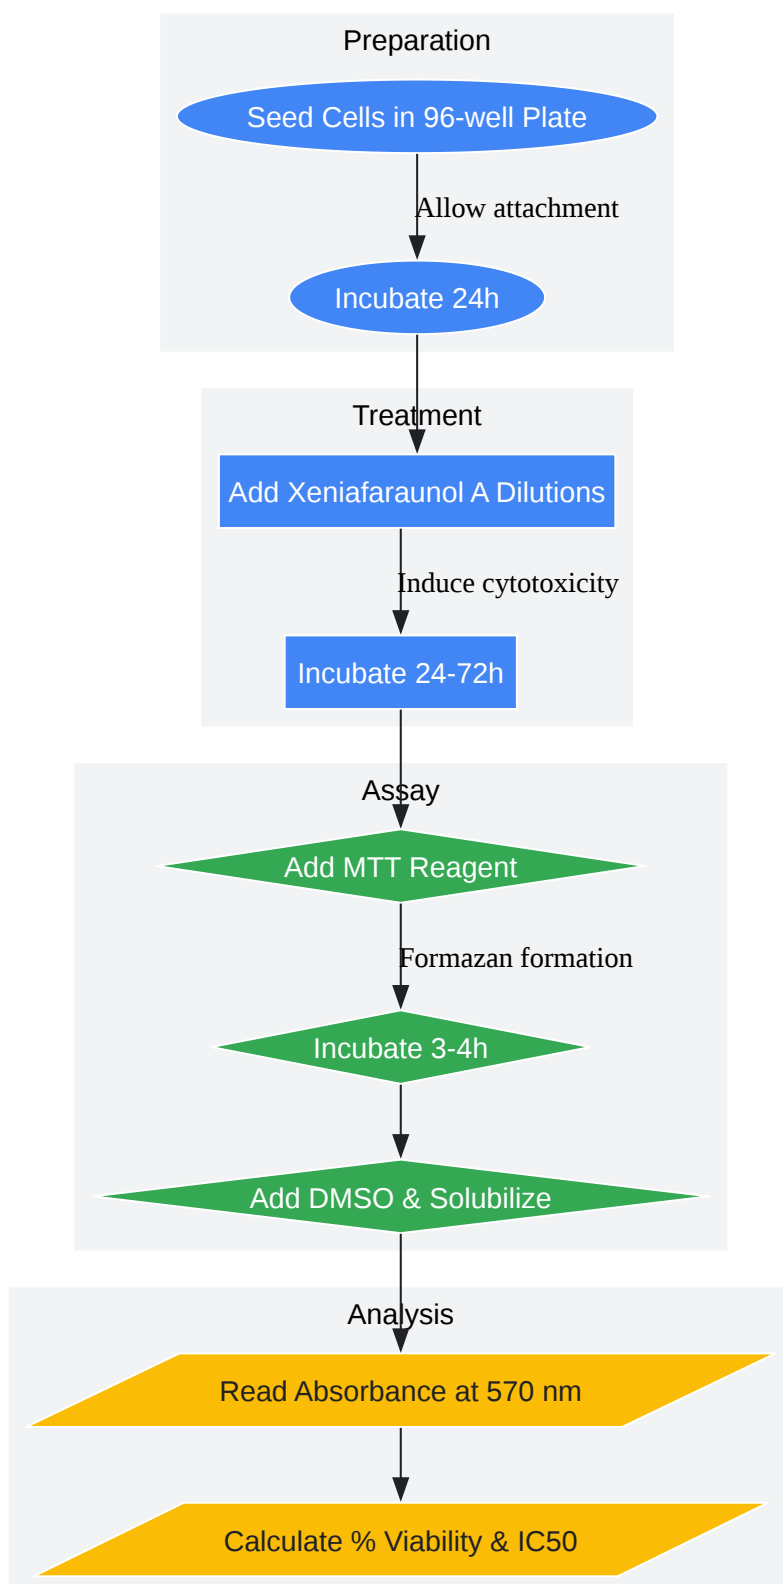 Preparation
Seed Cells in 96-well Plate
Allow attachment
Incubate 24h
Treatment
Add Xeniafaraunol A Dilutions
Induce cytotoxicity
Incubate 24-72h
Assay
Add MTT Reagent
Formazan formation
Incubate 3-4h
Add DMSO & Solubilize
Analysis
Read Absorbance at 570 nm
Calculate % Viability & IC50